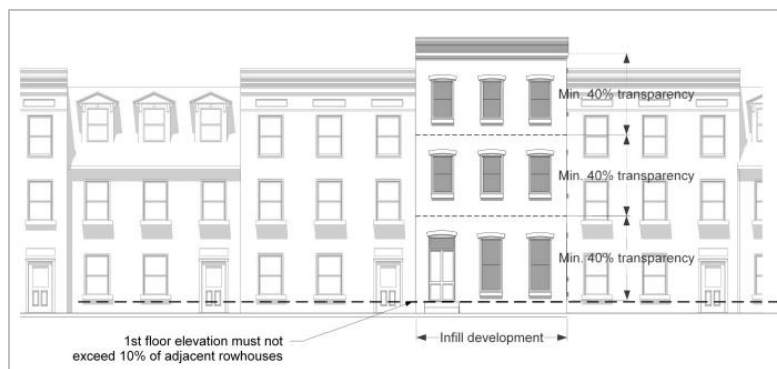 Min. 40% transparency
Min. 40% transparency
Min. 40% transparency
1st floor elevation must not
exceed 10% of adjacent rowhouses
Infill development